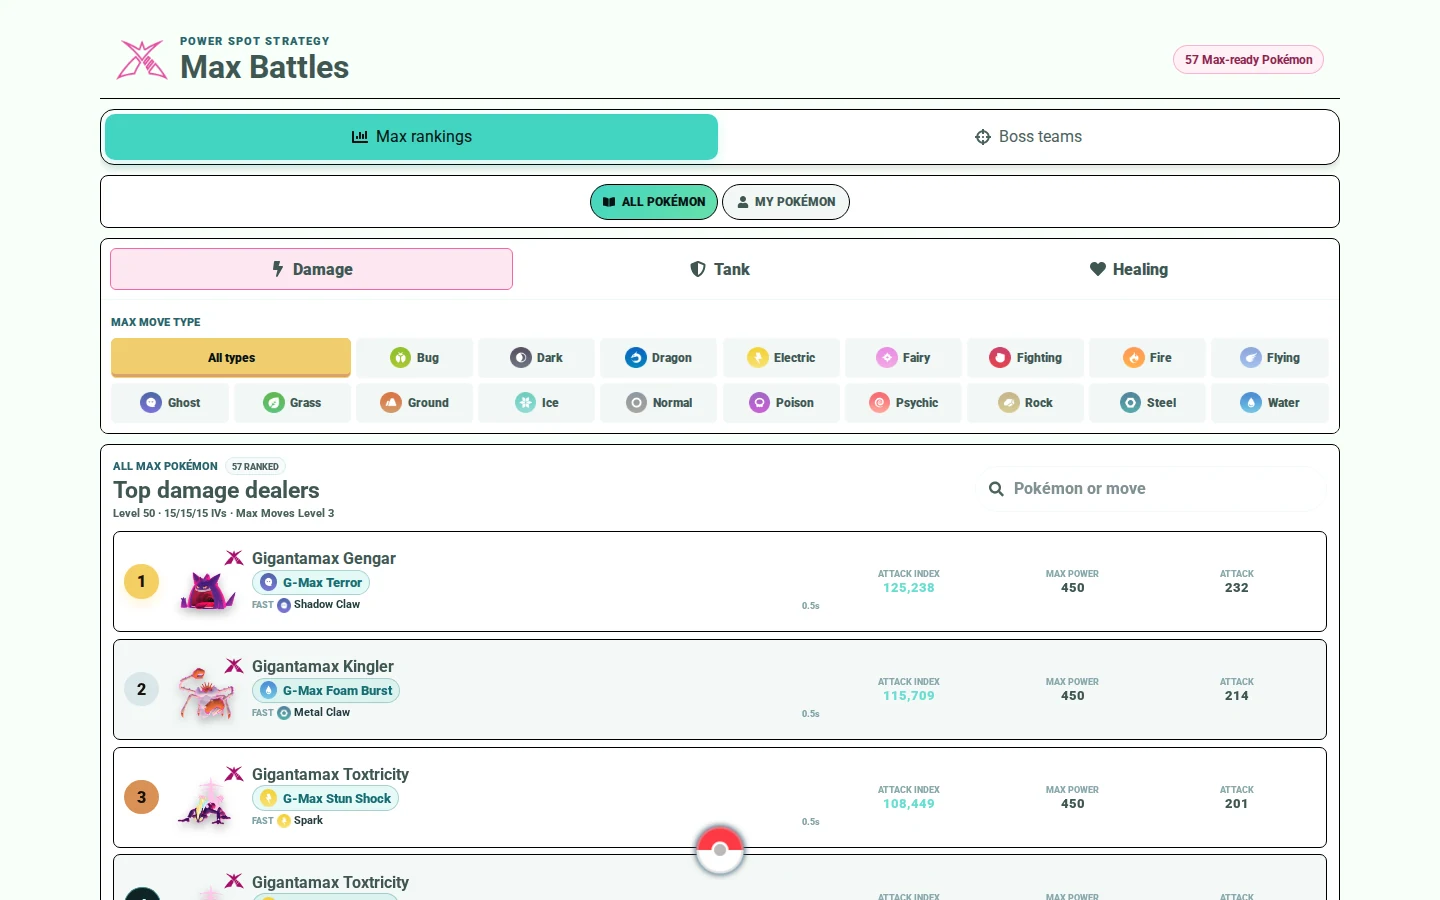 POWER SPOT STRATEGY
Max Battles
57 Max-ready Pokémon
Max rankings
Boss teams
ALL POKÉMON
MY POKÉMON
Damage
Tank
Healing
MAX MOVE TYPE
All types
Bug
Dark
Dragon
Electric
Fairy
Fighting
Fire
Flying
Ghost
Grass
Ground
Ice
Normal
Poison
Psychic
Rock
Steel
Water
ALL MAX POKÉMON
57 RANKED
Top damage dealers
Level 50 · 15/15/15 IVs · Max Moves Level 3
Pokémon or move
1
Gigantamax Gengar
G-Max Terror
FAST Shadow Claw
0.5s
ATTACK INDEX
125,238
MAX POWER
450
ATTACK
232
2
Gigantamax Kingler
G-Max Foam Burst
FAST Metal Claw
0.5s
ATTACK INDEX
115,709
MAX POWER
450
ATTACK
214
3
Gigantamax Toxtricity
G-Max Stun Shock
FAST Spark
0.5s
ATTACK INDEX
108,449
MAX POWER
450
ATTACK
201
Gigantamax Toxtricity
ATTACK INDEX
MAX POWER
ATTACK